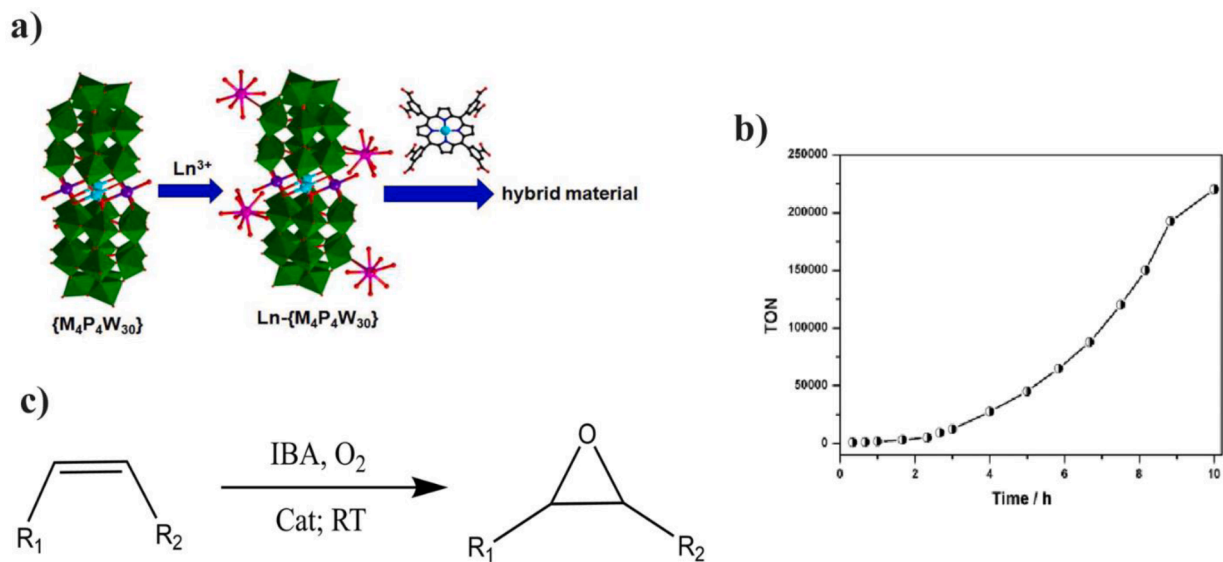 a)
Ln³⁺
hybrid material
{M₄P₄W₃₀}
Ln-{M₄P₄W₃₀}
b)
250000
200000
150000
100000
50000
0
TON
0 2 4 6 8 10
Time / h
c)
R₁
R₂
IBA, O₂
Cat; RT
O
R₁
R₂